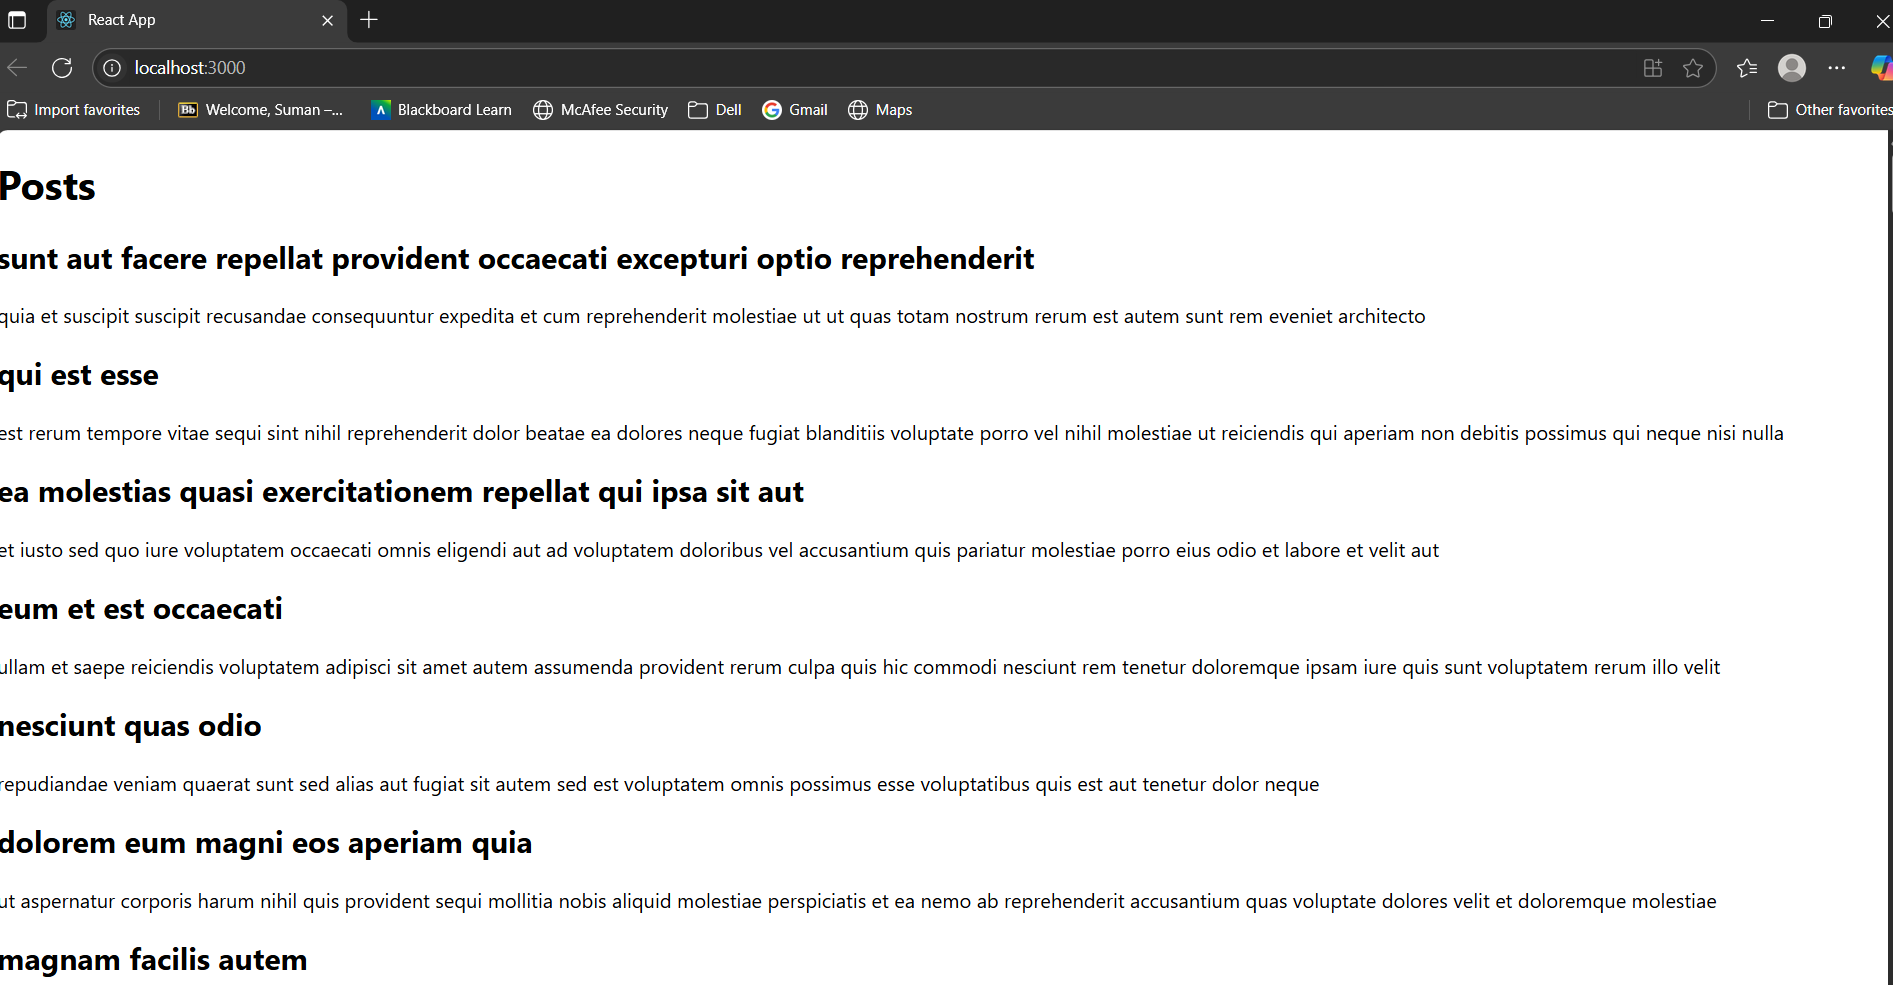 React App
localhost:3000
Import favorites Welcome, Suman –... Blackboard Learn McAfee Security Dell Gmail Maps Other favorites
Posts
sunt aut facere repellat provident occaecati excepturi optio reprehenderit
quia et suscipit suscipit recusandae consequuntur expedita et cum reprehenderit molestiae ut ut quas totam nostrum rerum est autem sunt rem eveniet architecto
qui est esse
est rerum tempore vitae sequi sint nihil reprehenderit dolor beatae ea dolores neque fugiat blanditiis voluptate porro vel nihil molestiae ut reiciendis qui aperiam non debitis possimus qui neque nisi nulla
ea molestias quasi exercitationem repellat qui ipsa sit aut
et iusto sed quo iure voluptatem occaecati omnis eligendi aut ad voluptatem doloribus vel accusantium quis pariatur molestiae porro eius odio et labore et velit aut
eum et est occaecati
ullam et saepe reiciendis voluptatem adipisci sit amet autem assumenda provident rerum culpa quis hic commodi nesciunt rem tenetur doloremque ipsam iure quis sunt voluptatem rerum illo velit
nesciunt quas odio
repudiandae veniam quaerat sunt sed alias aut fugiat sit autem sed est voluptatem omnis possimus esse voluptatibus quis est aut tenetur dolor neque
dolorem eum magni eos aperiam quia
ut aspernatur corporis harum nihil quis provident sequi mollitia nobis aliquid molestiae perspiciatis et ea nemo ab reprehenderit accusantium quas voluptate dolores velit et doloremque molestiae
magnam facilis autem